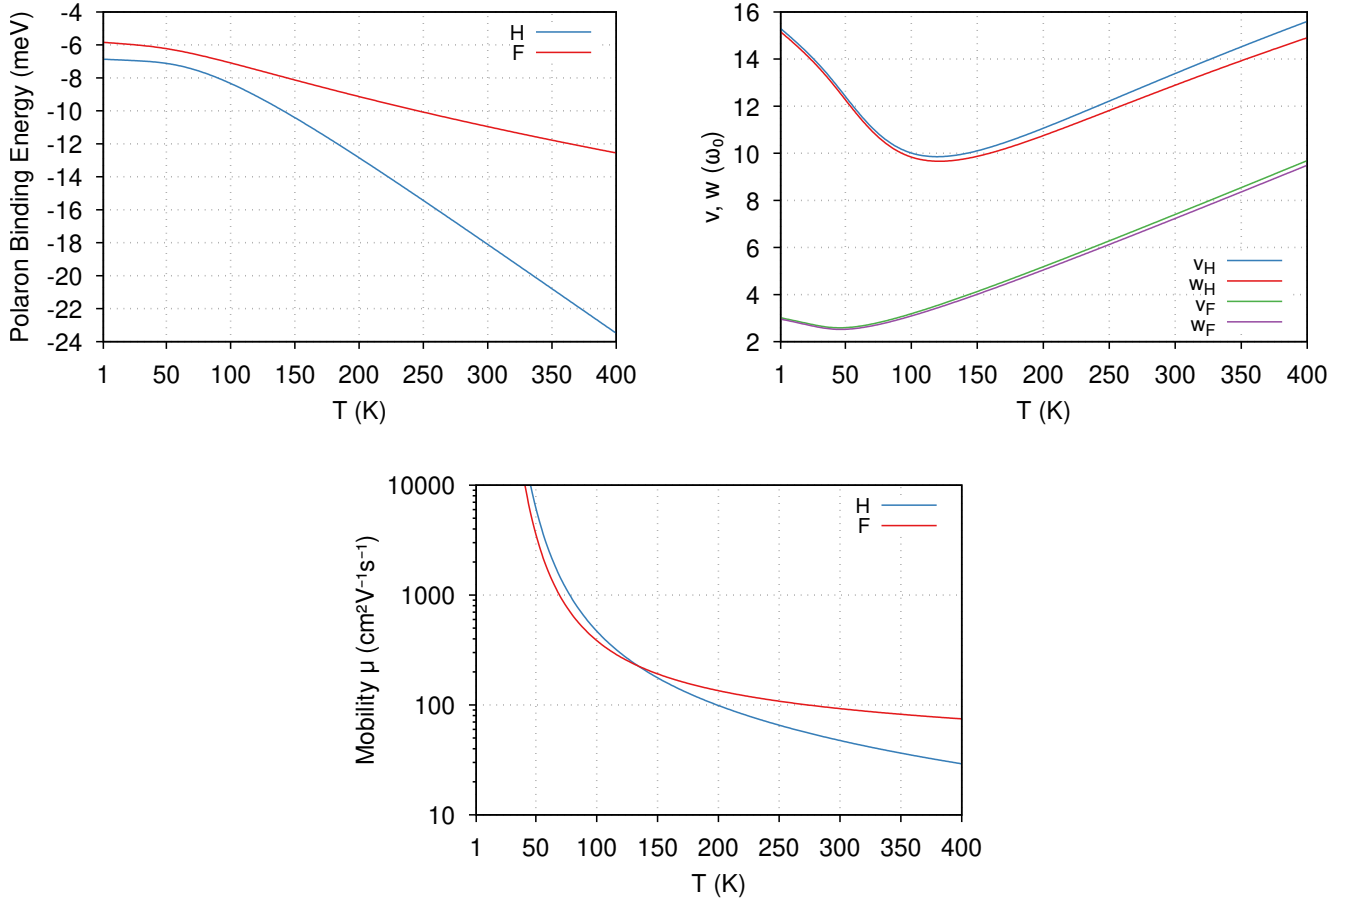 Polaron Binding Energy (meV)
-4
-6
-8
-10
-12
-14
-16
-18
-20
-22
-24
H
F
1 50 100 150 200 250 300 350 400
T (K)
v, w (ω₀)
16
14
12
10
8
6
4
2
vH
wH
vF
wF
1 50 100 150 200 250 300 350 400
T (K)
Mobility μ (cm²V⁻¹s⁻¹)
10000
1000
100
10
H
F
1 50 100 150 200 250 300 350 400
T (K)